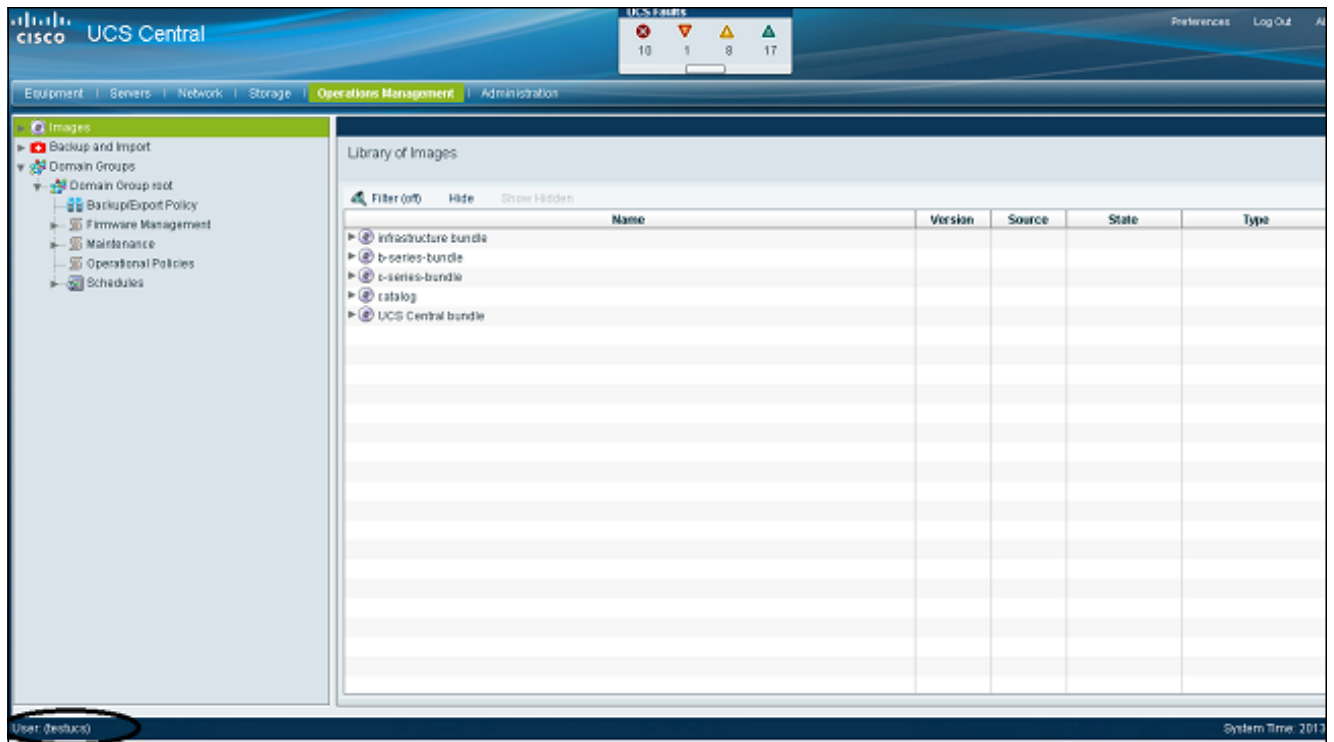 UCS Faults
CISCO UCS Central
Preferences Log Out
10 1 8 17
Equipment | Servers | Network | Storage | Operations Management | Administration
Images
Backup and Import
Domain Groups
Domain Group root
Backup/Export Policy
Firmware Management
Maintenance
Operational Policies
Schedules
Library of Images
Filter (off) Hide Show Hidden
Name Version Source State Type
infrastructure bundle
b-series-bundle
c-series-bundle
catalog
UCS Central bundle
User: (testucs)
System Time: 2013